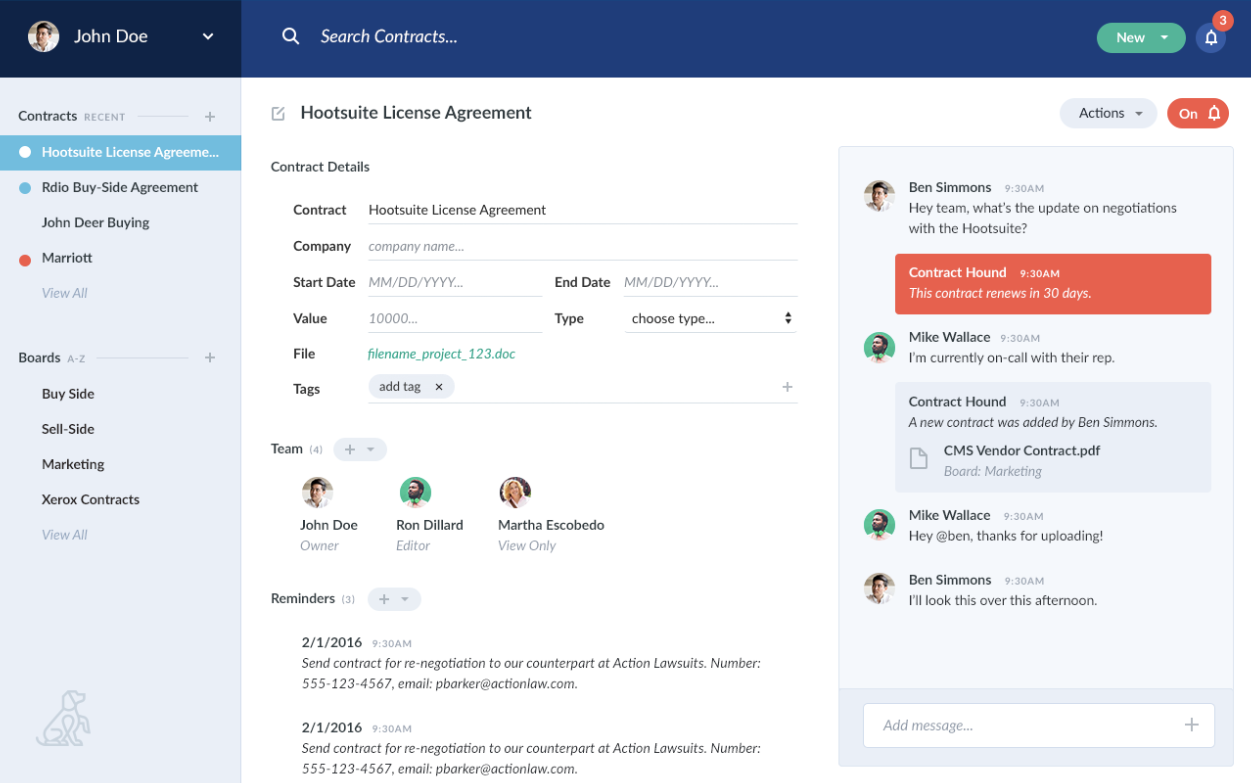 John Doe
Search Contracts...
New
3
Contracts RECENT
Hootsuite License Agreeme...
Rdio Buy-Side Agreement
John Deer Buying
Marriott
View All
Boards A-Z
Buy Side
Sell-Side
Marketing
Xerox Contracts
View All
Hootsuite License Agreement
Actions
On
Contract Details
Contract Hootsuite License Agreement
Company company name...
Start Date MM/DD/YYYY... End Date MM/DD/YYYY...
Value 10000... Type choose type...
File filename_project_123.doc
Tags add tag ×
Team (4)
John Doe
Owner
Ron Dillard
Editor
Martha Escobedo
View Only
Reminders (3)
2/1/2016 9:30AM
Send contract for re-negotiation to our counterpart at Action Lawsuits. Number:
555-123-4567, email: pbarker@actionlaw.com.
2/1/2016 9:30AM
Send contract for re-negotiation to our counterpart at Action Lawsuits. Number:
555-123-4567, email: pbarker@actionlaw.com.
Ben Simmons 9:30AM
Hey team, what's the update on negotiations
with the Hootsuite?
Contract Hound 9:30AM
This contract renews in 30 days.
Mike Wallace 9:30AM
I'm currently on-call with their rep.
Contract Hound 9:30AM
A new contract was added by Ben Simmons.
CMS Vendor Contract.pdf
Board: Marketing
Mike Wallace 9:30AM
Hey @ben, thanks for uploading!
Ben Simmons 9:30AM
I'll look this over this afternoon.
Add message...